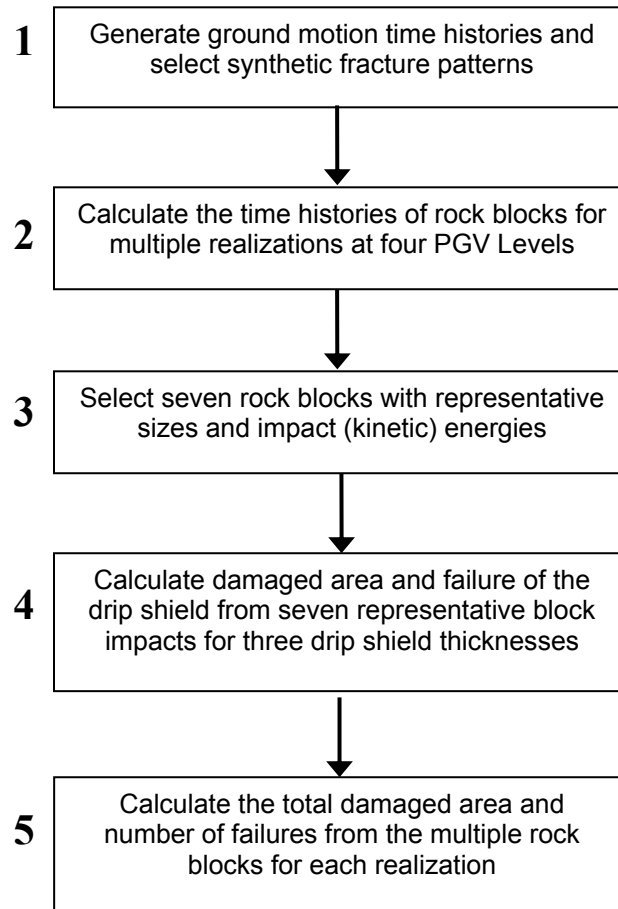 1
Generate ground motion time histories and
select synthetic fracture patterns
2
Calculate the time histories of rock blocks for
multiple realizations at four PGV Levels
3
Select seven rock blocks with representative
sizes and impact (kinetic) energies
4
Calculate damaged area and failure of the
drip shield from seven representative block
impacts for three drip shield thicknesses
5
Calculate the total damaged area and
number of failures from the multiple rock
blocks for each realization